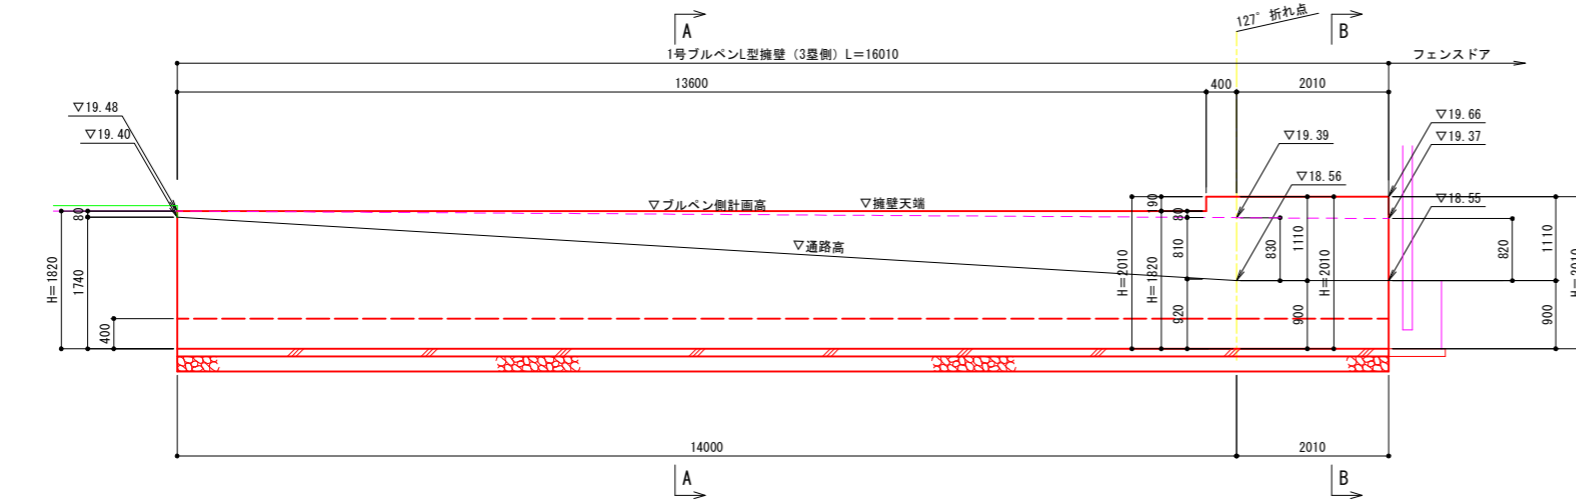 A
127° 折れ点
B
1号ブルペンL型擁壁（3塁側）L＝16010
フェンスドア
13600
400
2010
▽19.48
▽19.40
▽19.66
▽19.37
▽19.39
▽18.56
▽18.55
▽ブルペン側計画高
▽擁壁天端
▽通路高
80
H＝1820
1740
400
90
80
H＝2010
H＝1820
810
920
830
1110
H＝2010
900
820
1110
H＝2010
900
14000
2010
A
B